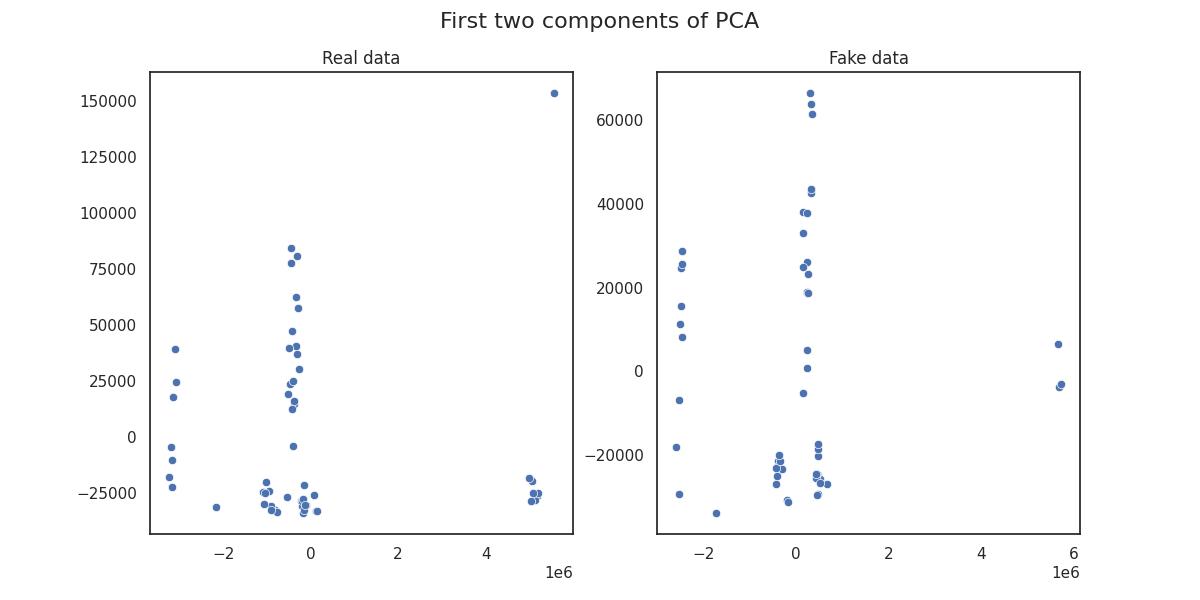 First two components of PCA
Real data
150000
125000
100000
75000
50000
25000
0
−25000
−2 0 2 4
1e6
Fake data
60000
40000
20000
0
−20000
−2 0 2 4 6
1e6